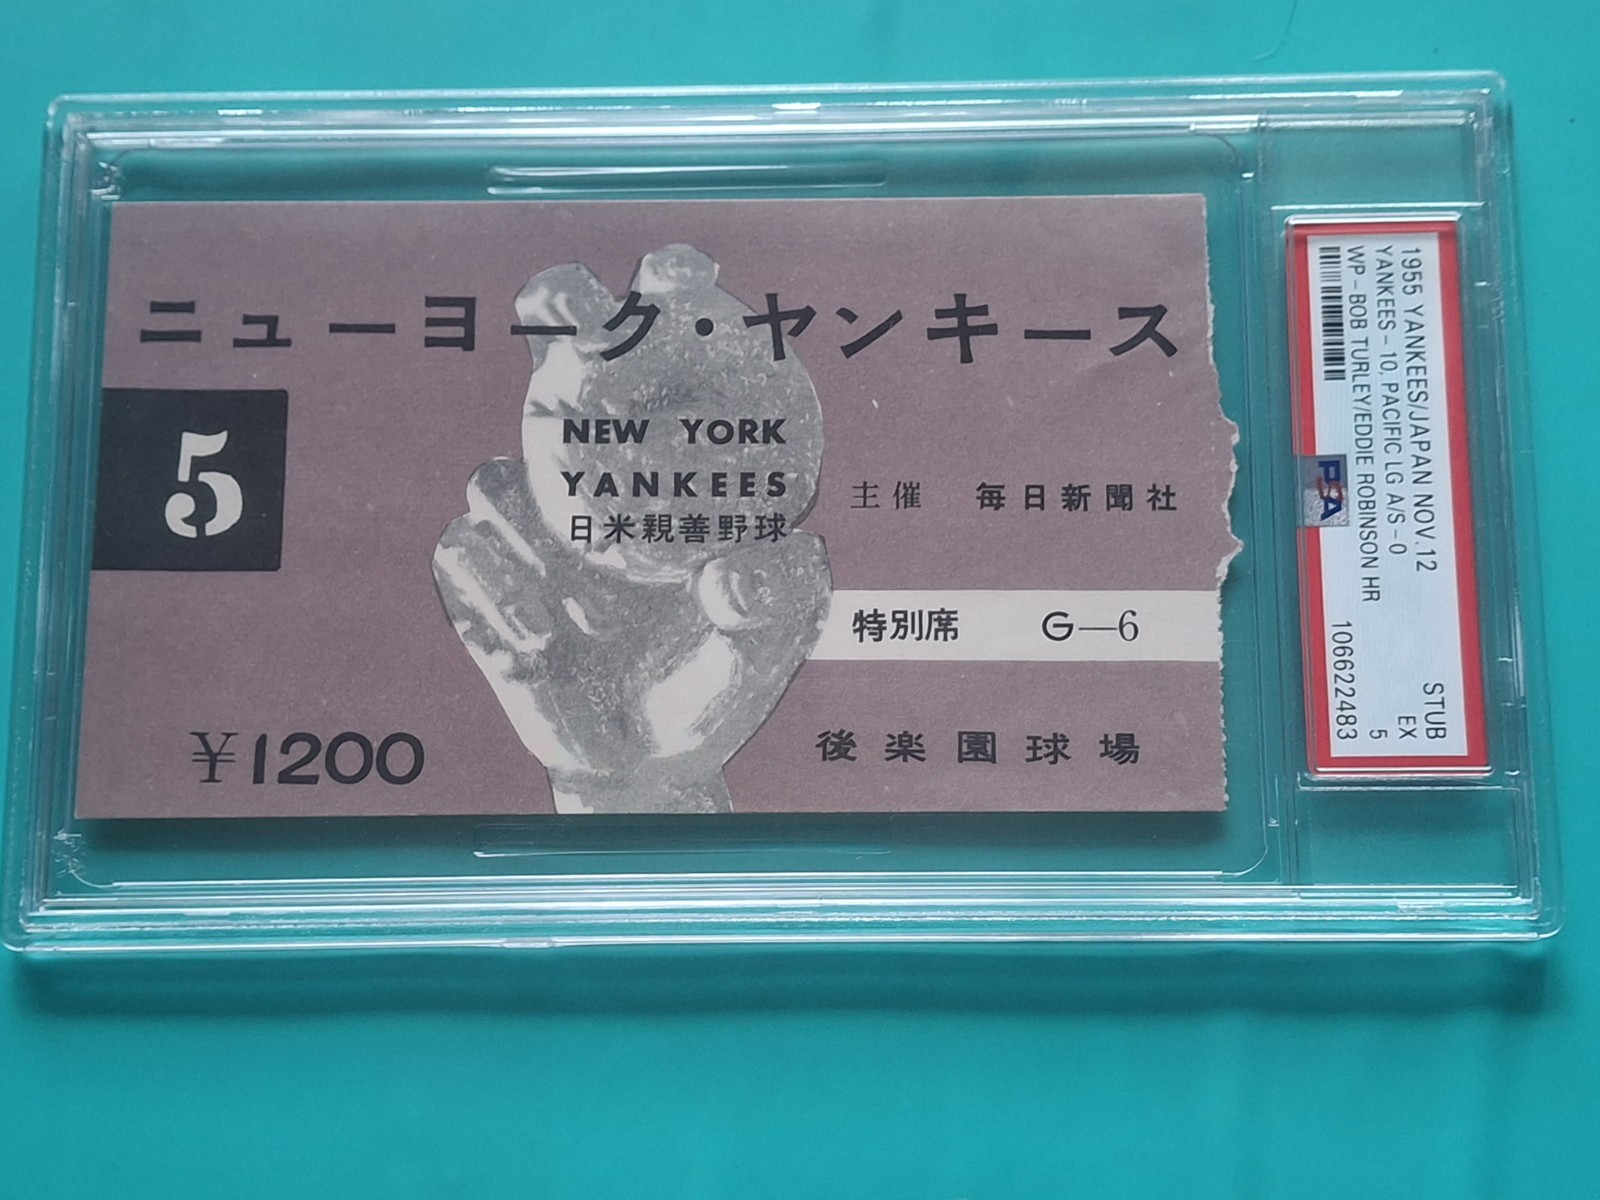 ニューヨーク・ヤンキース
5
NEW YORK
YANKEES
日米親善野球
主催 毎日新聞社
特別席 G—6
¥1200
後楽園球場
1955 YANKEES/JAPAN NOV.12 STUB
YANKEES - 10, PACIFIC LG A/S - 0 EX
WP - BOB TURLEY/EDDIE ROBINSON HR 5
10662483
PSA